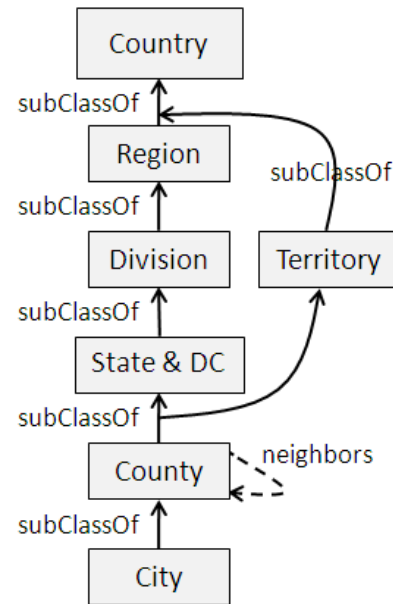 Country
subClassOf
Region
subClassOf
subClassOf
Division
Territory
subClassOf
State & DC
subClassOf
neighbors
County
subClassOf
City